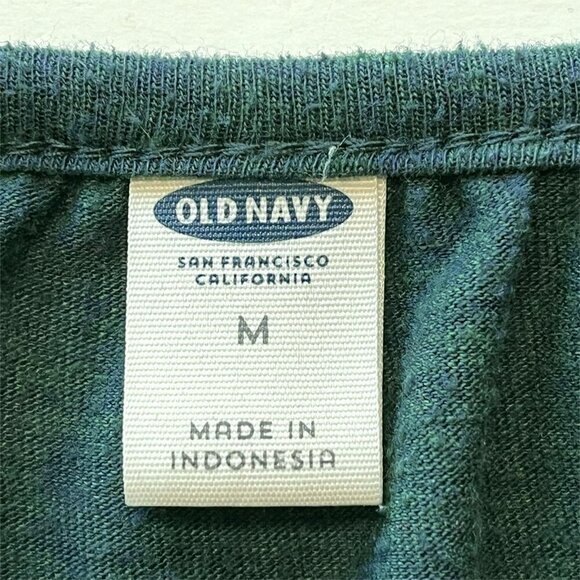 OLD NAVY
SAN FRANCISCO
CALIFORNIA
M
MADE IN
INDONESIA